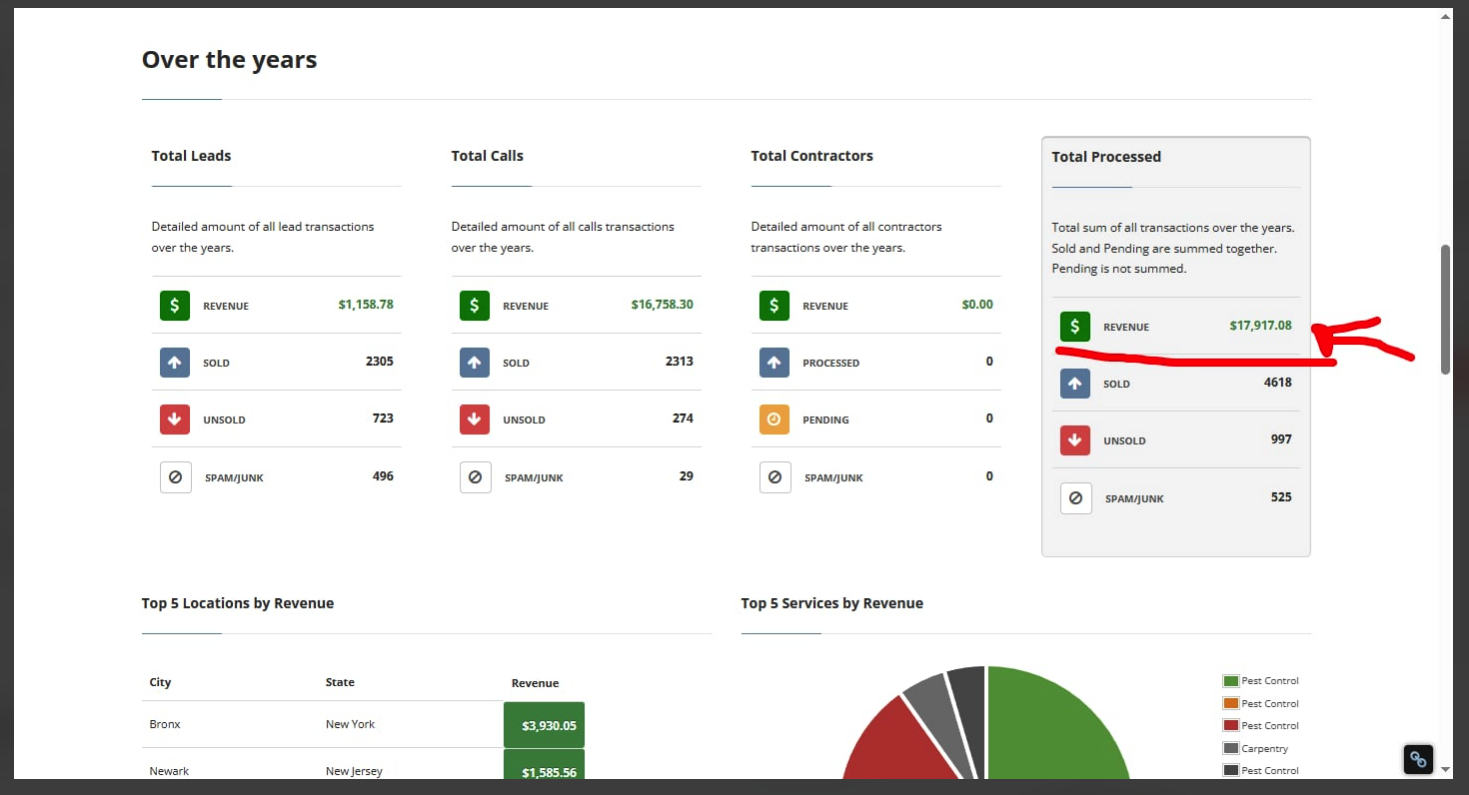 Over the years
Total Leads
Detailed amount of all lead transactions
over the years.
$ REVENUE $1,158.78
SOLD 2305
UNSOLD 723
SPAM/JUNK 496
Total Calls
Detailed amount of all calls transactions
over the years.
$ REVENUE $16,758.30
SOLD 2313
UNSOLD 274
SPAM/JUNK 29
Total Contractors
Detailed amount of all contractors
transactions over the years.
$ REVENUE $0.00
PROCESSED 0
PENDING 0
SPAM/JUNK 0
Total Processed
Total sum of all transactions over the years.
Sold and Pending are summed together.
Pending is not summed.
$ REVENUE $17,917.08
SOLD 4618
UNSOLD 997
SPAM/JUNK 525
Top 5 Locations by Revenue
City State Revenue
Bronx New York $3,930.05
Newark New Jersey $1,585.56
Top 5 Services by Revenue
Pest Control
Pest Control
Pest Control
Carpentry
Pest Control